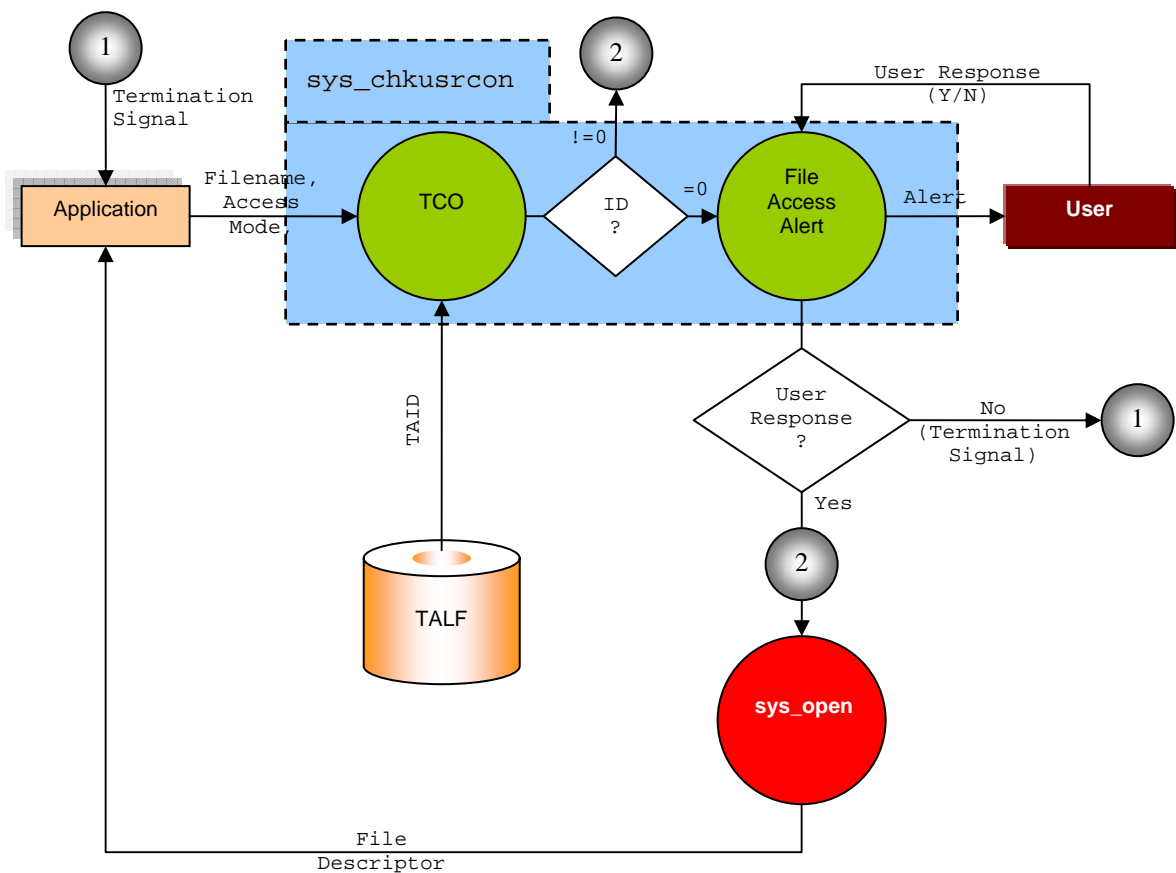 1
2
sys_chkusrcon
User Response
(Y/N)
Termination
Signal
!=0
Filename,
Access
Mode
Application
TCO
ID
?
=0
File
Access
Alert
Alert
User
TAID
User
Response
?
No
(Termination
Signal)
1
Yes
2
TALF
sys_open
File
Descriptor